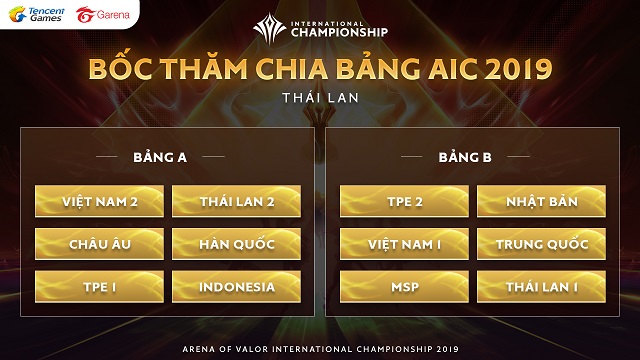 Tencent Games
Garena
INTERNATIONAL
CHAMPIONSHIP
BỐC THĂM CHIA BẢNG AIC 2019
THÁI LAN
BẢNG A
VIỆT NAM 2
THÁI LAN 2
CHÂU ÂU
HÀN QUỐC
TPE 1
INDONESIA
BẢNG B
TPE 2
NHẬT BẢN
VIỆT NAM 1
TRUNG QUỐC
MSP
THÁI LAN 1
ARENA OF VALOR INTERNATIONAL CHAMPIONSHIP 2019